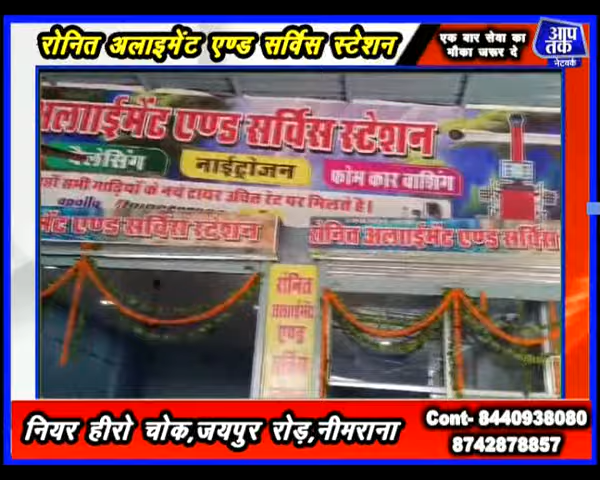 रोनित अलाइमेंट एण्ड सर्विस स्टेशन
एक बार सेवा का
मौका जरूर दे
आप
तक
नेटवर्क
अलााईमेंट एण्ड सर्विस स्टेशन
बैलेंसिंग
नाईट्रोजन
फोम कार वाशिंग
सभी गाड़ियो के नये टायर उचित रेट पर मिलते है।
apollo
मेंट एण्ड सर्विस स्टेशन
रोनित अलााईमेंट एण्ड सर्विस
रोनित
अलााईमेंट
एण्ड
सर्विस
नियर हीरो चोक,जयपुर रोड़,नीमराना
Cont- 8440938080
8742878857